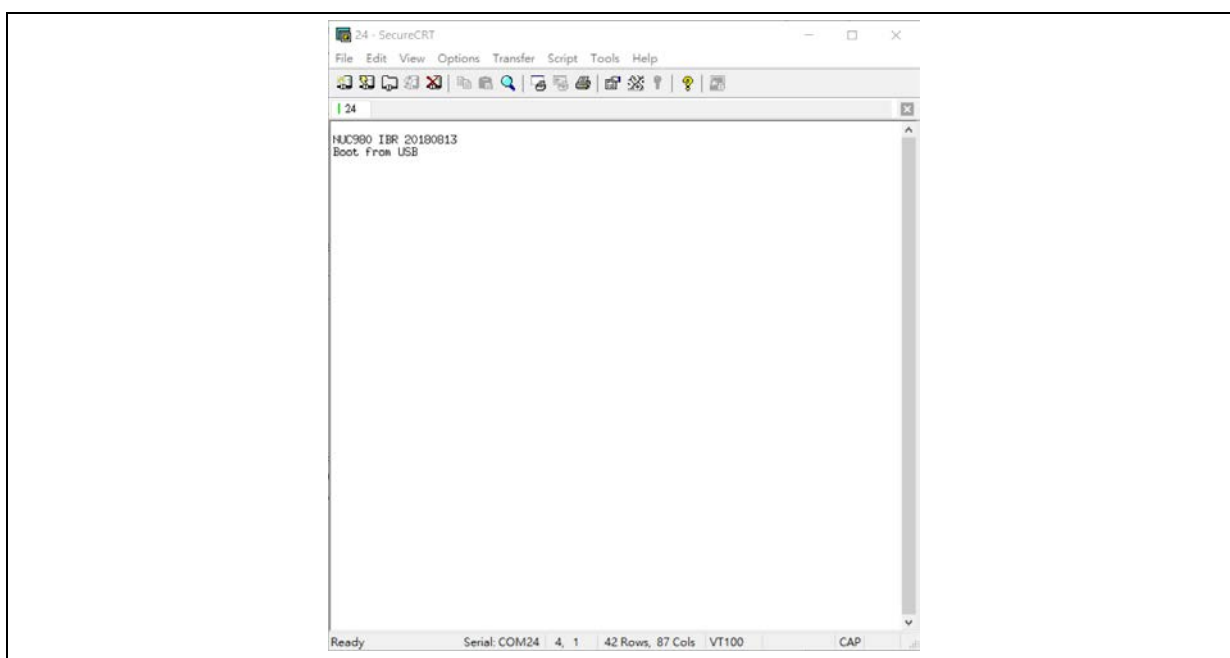 24 - SecureCRT
File Edit View Options Transfer Script Tools Help
24
NUC980 IBR 20180813
Boot from USB
Ready Serial: COM24 4, 1 42 Rows, 87 Cols VT100 CAP